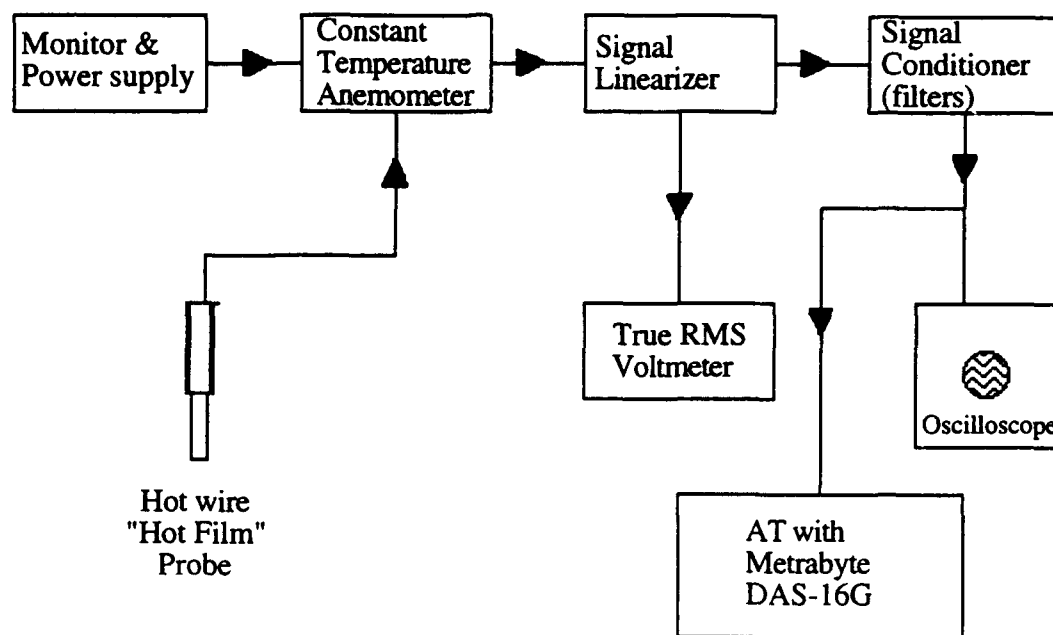 Monitor &
Power supply
Constant
Temperature
Anemometer
Signal
Linearizer
Signal
Conditioner
(filters)
True RMS
Voltmeter
Oscilloscope
Hot wire
"Hot Film"
Probe
AT with
Metrabyte
DAS-16G